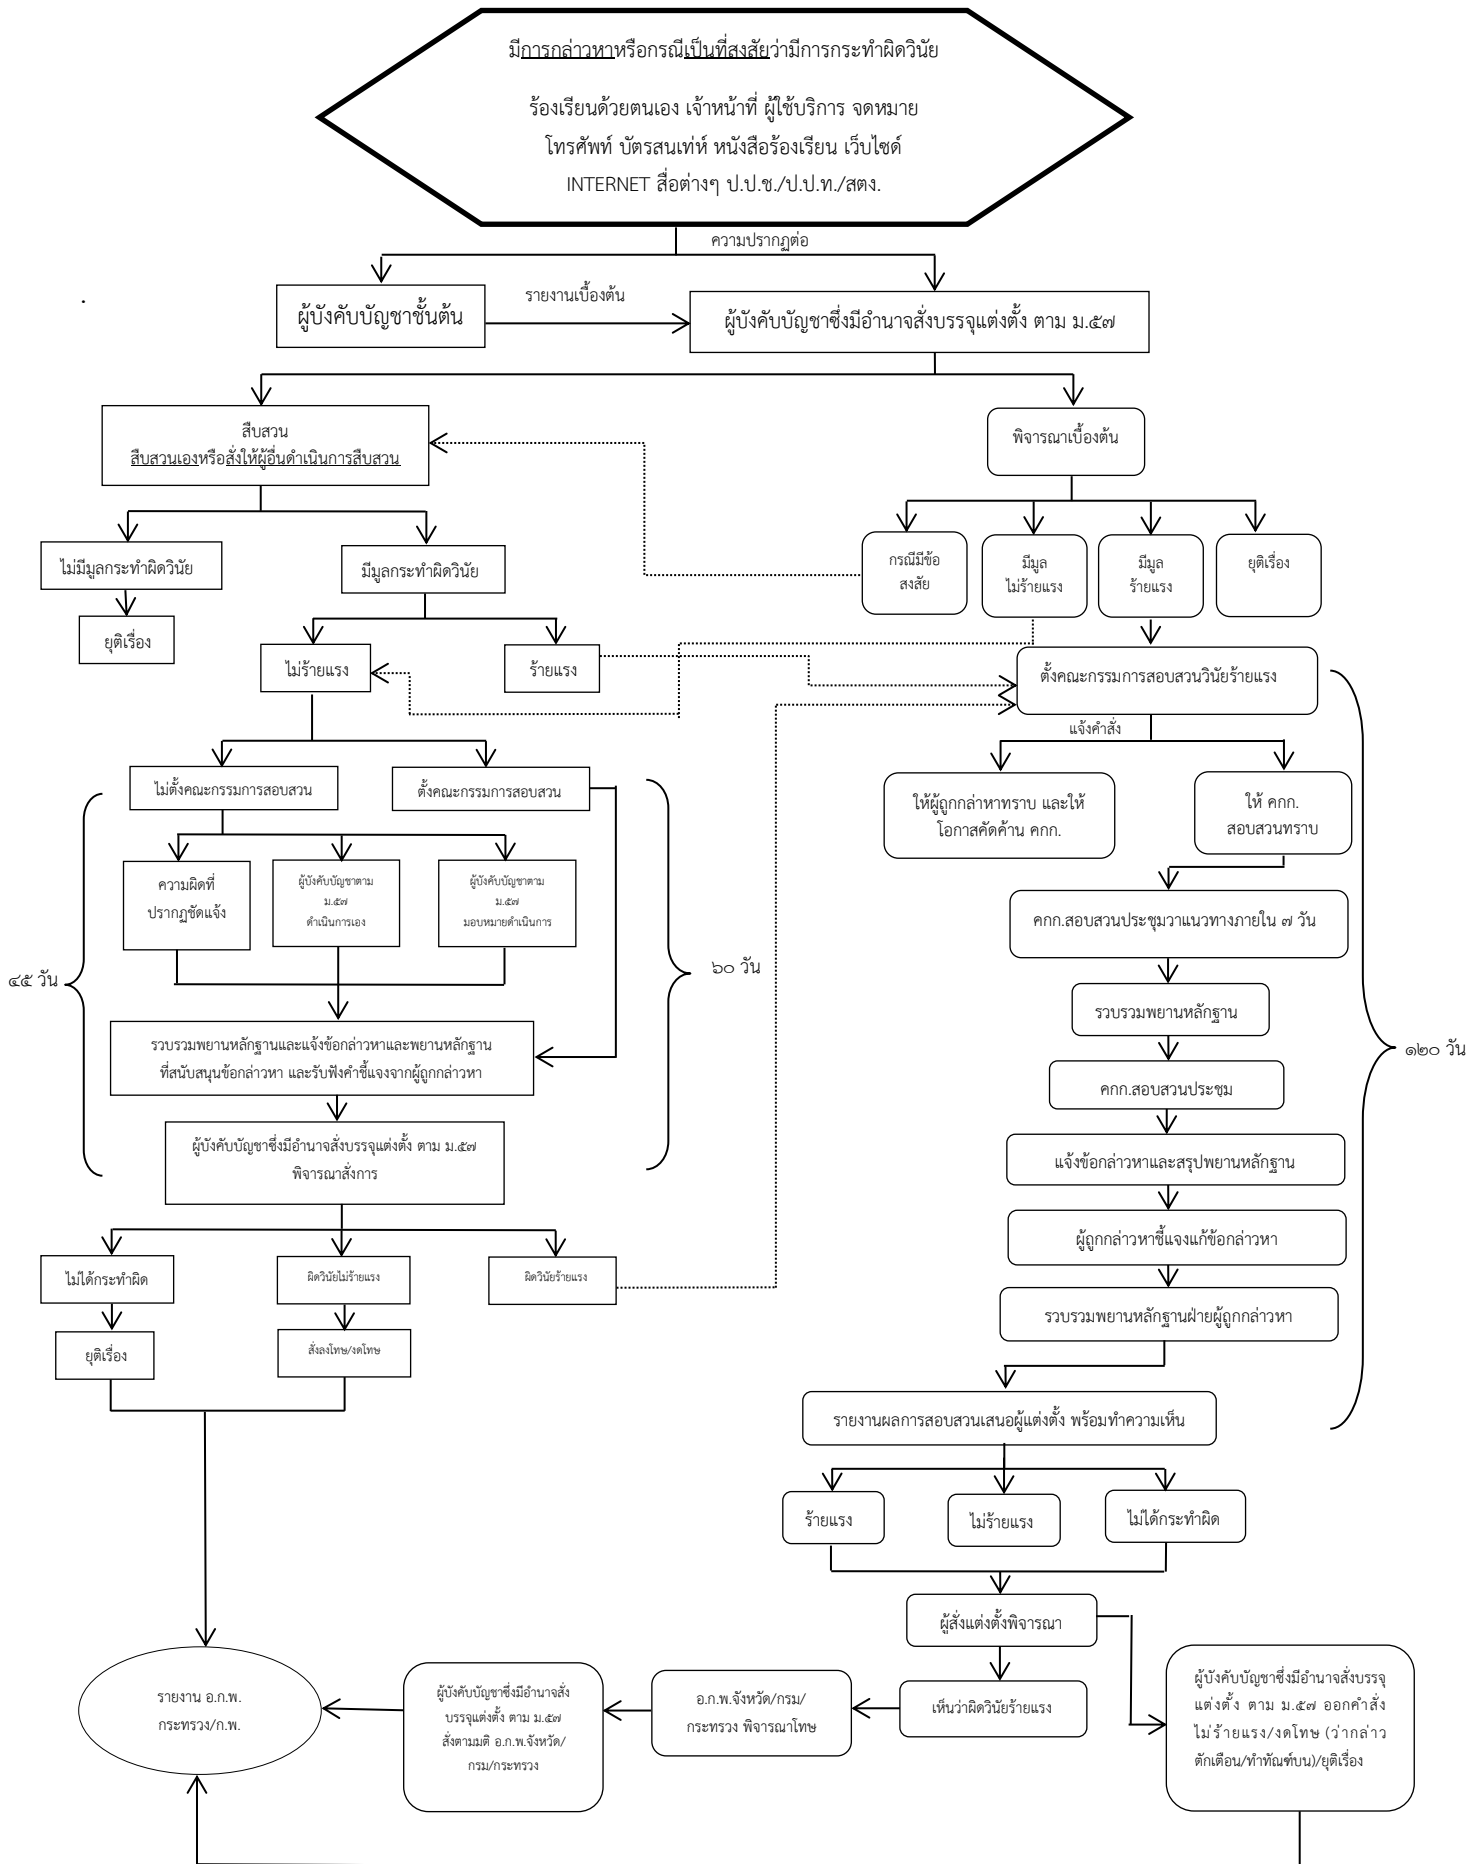 มีการกล่าวหาหรือกรณีเป็นที่สงสัยว่ามีการกระทำผิดวินัย
ร้องเรียนด้วยตนเอง เจ้าหน้าที่ ผู้ใช้บริการ จดหมาย
โทรศัพท์ บัตรสนเท่ห์ หนังสือร้องเรียน เว็บไซด์
INTERNET สื่อต่างๆ ป.ป.ช./ป.ป.ท./สตง.
ความปรากฏต่อ
ผู้บังคับบัญชาชั้นต้น
รายงานเบื้องต้น
ผู้บังคับบัญชาซึ่งมีอำนาจสั่งบรรจุแต่งตั้ง ตาม ม.๕๗
สืบสวน
สืบสวนเองหรือสั่งให้ผู้อื่นดำเนินการสืบสวน
พิจารณาเบื้องต้น
ไม่มีมูลกระทำผิดวินัย
มีมูลกระทำผิดวินัย
กรณีมีข้อ
สงสัย
มีมูล
ไม่ร้ายแรง
มีมูล
ร้ายแรง
ยุติเรื่อง
ยุติเรื่อง
ไม่ร้ายแรง
ร้ายแรง
ตั้งคณะกรรมการสอบสวนวินัยร้ายแรง
แจ้งคำสั่ง
ไม่ตั้งคณะกรรมการสอบสวน
ตั้งคณะกรรมการสอบสวน
ให้ผู้ถูกกล่าหาทราบ และให้
โอกาสคัดค้าน คกก.
ให้ คกก.
สอบสวนทราบ
ความผิดที่
ปรากฏชัดแจ้ง
ผู้บังคับบัญชาตาม
ม.๕๗
ดำเนินการเอง
ผู้บังคับบัญชาตาม
ม.๕๗
มอบหมายดำเนินการ
คกก.สอบสวนประชุมวาแนวทางภายใน ๗ วัน
๔๕ วัน
๖๐ วัน
รวบรวมพยานหลักฐาน
รวบรวมพยานหลักฐานและแจ้งข้อกล่าวหาและพยานหลักฐาน
ที่สนับสนุนข้อกล่าวหา และรับฟังคำชี้แจงจากผู้ถูกกล่าวหา
๑๒๐ วัน
คกก.สอบสวนประชุม
ผู้บังคับบัญชาซึ่งมีอำนาจสั่งบรรจุแต่งตั้ง ตาม ม.๕๗
พิจารณาสั่งการ
แจ้งข้อกล่าวหาและสรุปพยานหลักฐาน
ผู้ถูกกล่าวหาชี้แจงแก้ข้อกล่าวหา
ไม่ได้กระทำผิด
ผิดวินัยไม่ร้ายแรง
ผิดวินัยร้ายแรง
รวบรวมพยานหลักฐานฝ่ายผู้ถูกกล่าวหา
ยุติเรื่อง
สั่งลงโทษ/งดโทษ
รายงานผลการสอบสวนเสนอผู้แต่งตั้ง พร้อมทำความเห็น
ร้ายแรง
ไม่ร้ายแรง
ไม่ได้กระทำผิด
ผู้สั่งแต่งตั้งพิจารณา
รายงาน อ.ก.พ.
กระทรวง/ก.พ.
ผู้บังคับบัญชาซึ่งมีอำนาจสั่ง
บรรจุแต่งตั้ง ตาม ม.๕๗
สั่งตามมติ อ.ก.พ.จังหวัด/
กรม/กระทรวง
อ.ก.พ.จังหวัด/กรม/
กระทรวง พิจารณาโทษ
เห็นว่าผิดวินัยร้ายแรง
ผู้บังคับบัญชาซึ่งมีอำนาจสั่งบรรจุ
แต่งตั้ง ตาม ม.๕๗ ออกคำสั่ง
ไม่ร้ายแรง/งดโทษ (ว่ากล่าว
ตักเตือน/ทำทัณฑ์บน)/ยุติเรื่อง